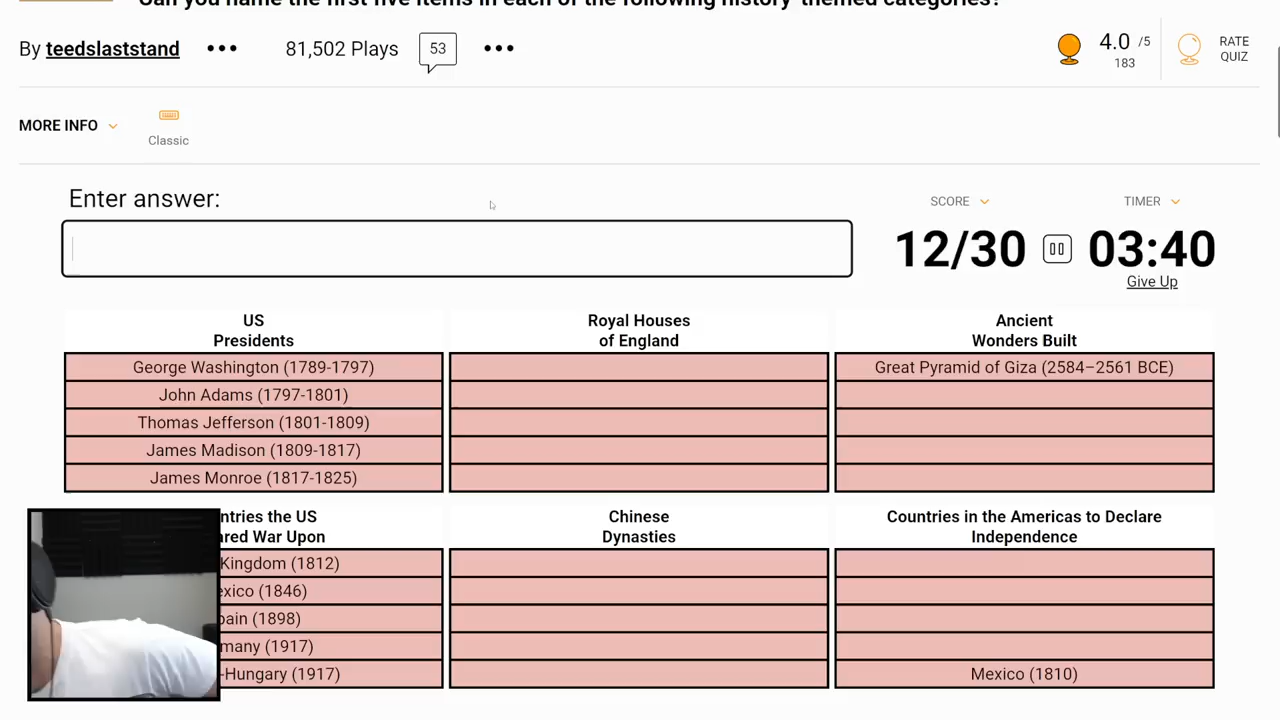 By teedslaststand ••• 81,502 Plays 53 •••
4.0 /5
183
RATE
QUIZ
MORE INFO
Classic
Enter answer:
SCORE
TIMER
12/30
03:40
Give Up
US
Presidents
George Washington (1789-1797)
John Adams (1797-1801)
Thomas Jefferson (1801-1809)
James Madison (1809-1817)
James Monroe (1817-1825)
Royal Houses
of England
Ancient
Wonders Built
Great Pyramid of Giza (2584–2561 BCE)
ntries the US
ared War Upon
Kingdom (1812)
exico (1846)
pain (1898)
many (1917)
-Hungary (1917)
Chinese
Dynasties
Countries in the Americas to Declare
Independence
Mexico (1810)